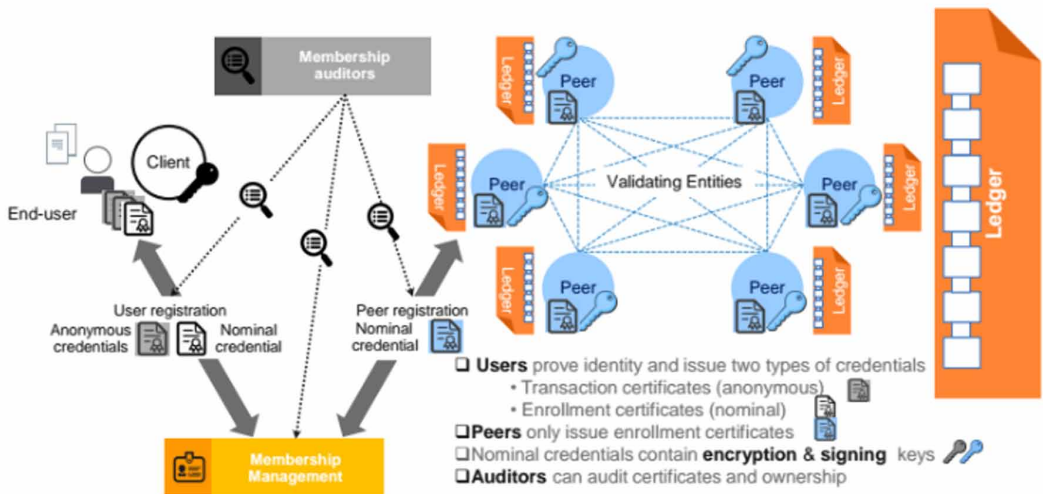 Membership
auditors
Client
End-user
User registration
Anonymous
credentials
Nominal
credential
Peer registration
Nominal
credential
Membership
Management
Ledger
Peer
Peer
Ledger
Ledger
Peer
Validating Entities
Peer
Ledger
Ledger
Peer
Peer
Ledger
Ledger
❑ Users prove identity and issue two types of credentials
• Transaction certificates (anonymous)
• Enrollment certificates (nominal)
❑Peers only issue enrollment certificates
❑Nominal credentials contain encryption & signing keys
❑Auditors can audit certificates and ownership